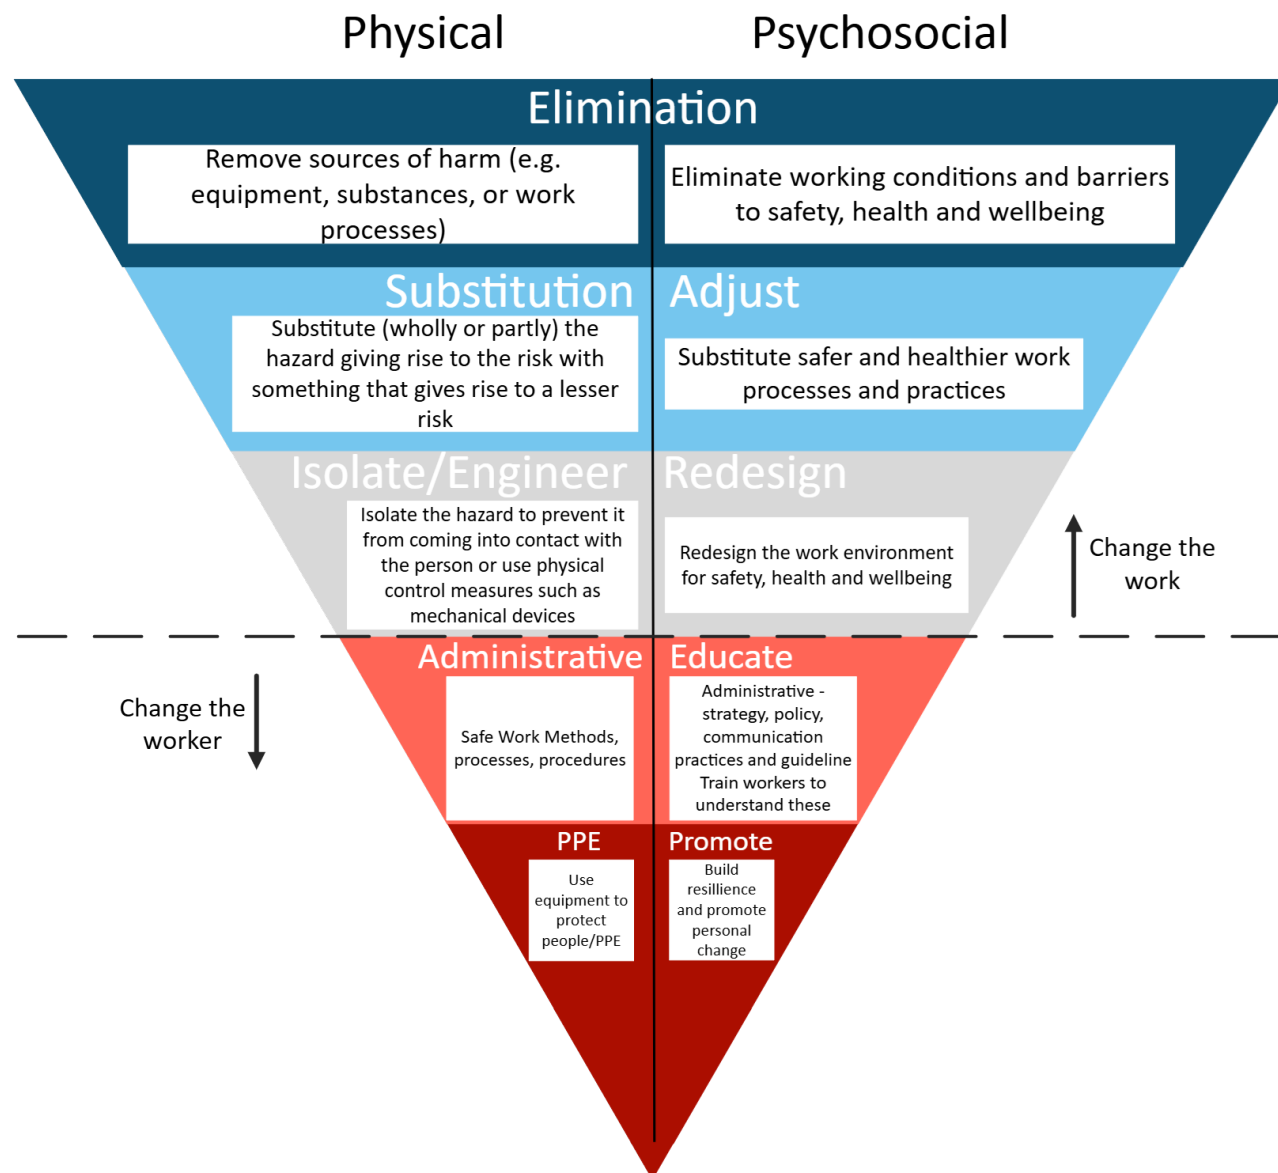 Physical
Psychosocial
Elimination
Remove sources of harm (e.g.
equipment, substances, or work
processes)
Eliminate working conditions and barriers
to safety, health and wellbeing
Substitution
Adjust
Substitute (wholly or partly) the
hazard giving rise to the risk with
something that gives rise to a lesser
risk
Substitute safer and healthier work
processes and practices
Isolate/Engineer
Redesign
Isolate the hazard to prevent it
from coming into contact with
the person or use physical
control measures such as
mechanical devices
Redesign the work environment
for safety, health and wellbeing
Change the
work
Change the
worker
Administrative
Educate
Safe Work Methods,
processes, procedures
Administrative -
strategy, policy,
communication
practices and guideline
Train workers to
understand these
PPE
Promote
Use
equipment to
protect
people/PPE
Build
resillience
and promote
personal
change